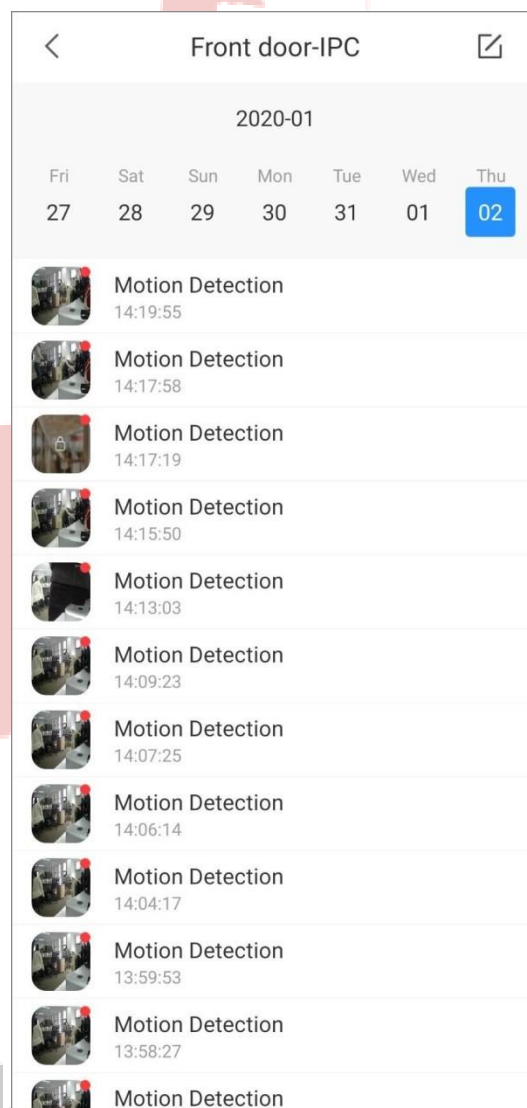 Front door-IPC
2020-01
Fri Sat Sun Mon Tue Wed Thu
27 28 29 30 31 01 02
Motion Detection
14:19:55
Motion Detection
14:17:58
Motion Detection
14:17:19
Motion Detection
14:15:50
Motion Detection
14:13:03
Motion Detection
14:09:23
Motion Detection
14:07:25
Motion Detection
14:06:14
Motion Detection
14:04:17
Motion Detection
13:59:53
Motion Detection
13:58:27
Motion Detection